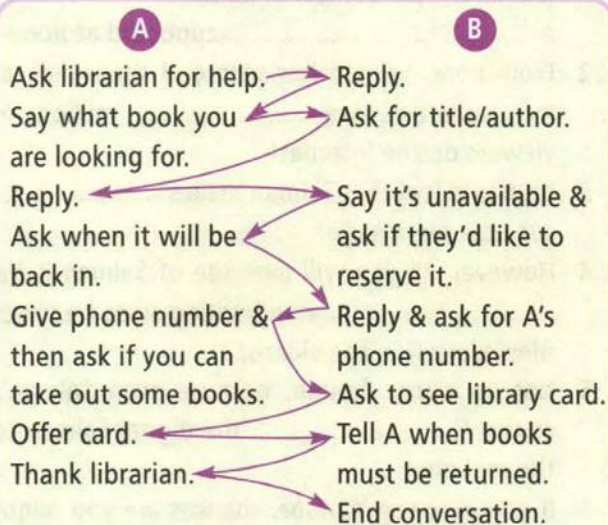 A
B
Ask librarian for help.
Say what book you
are looking for.
Reply.
Ask when it will be
back in.
Give phone number &
then ask if you can
take out some books.
Offer card.
Thank librarian.
Reply.
Ask for title/author.
Say it's unavailable &
ask if they'd like to
reserve it.
Reply & ask for A's
phone number.
Ask to see library card.
Tell A when books
must be returned.
End conversation.